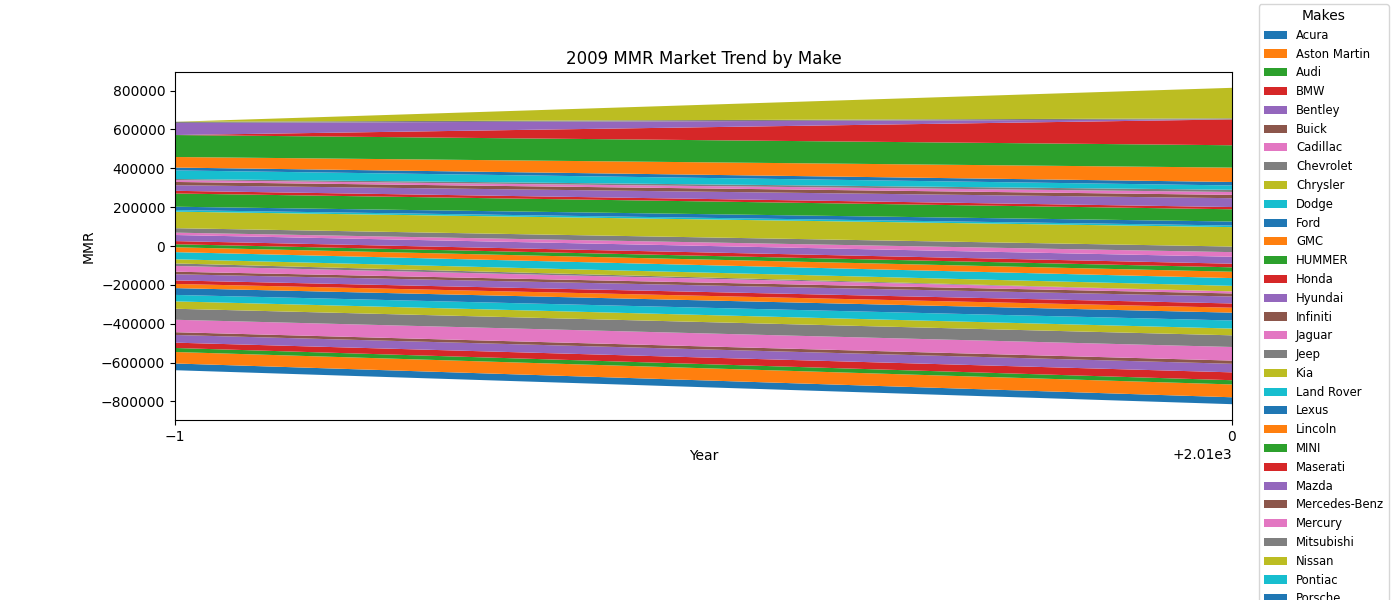 2009 MMR Market Trend by Make
800000
600000
400000
200000
0
−200000
−400000
−600000
−800000
MMR
−1
0
Year
+2.01e3
Makes
Acura
Aston Martin
Audi
BMW
Bentley
Buick
Cadillac
Chevrolet
Chrysler
Dodge
Ford
GMC
HUMMER
Honda
Hyundai
Infiniti
Jaguar
Jeep
Kia
Land Rover
Lexus
Lincoln
MINI
Maserati
Mazda
Mercedes-Benz
Mercury
Mitsubishi
Nissan
Pontiac
Porsche